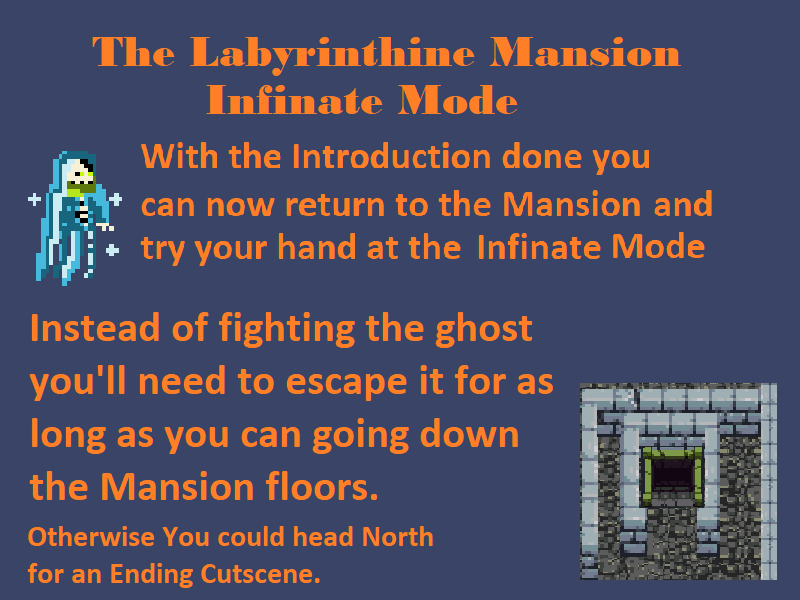 The Labyrinthine Mansion
Infinate Mode
With the Introduction done you
can now return to the Mansion and
try your hand at the Infinate Mode
Instead of fighting the ghost
you'll need to escape it for as
long as you can going down
the Mansion floors.
Otherwise You could head North
for an Ending Cutscene.